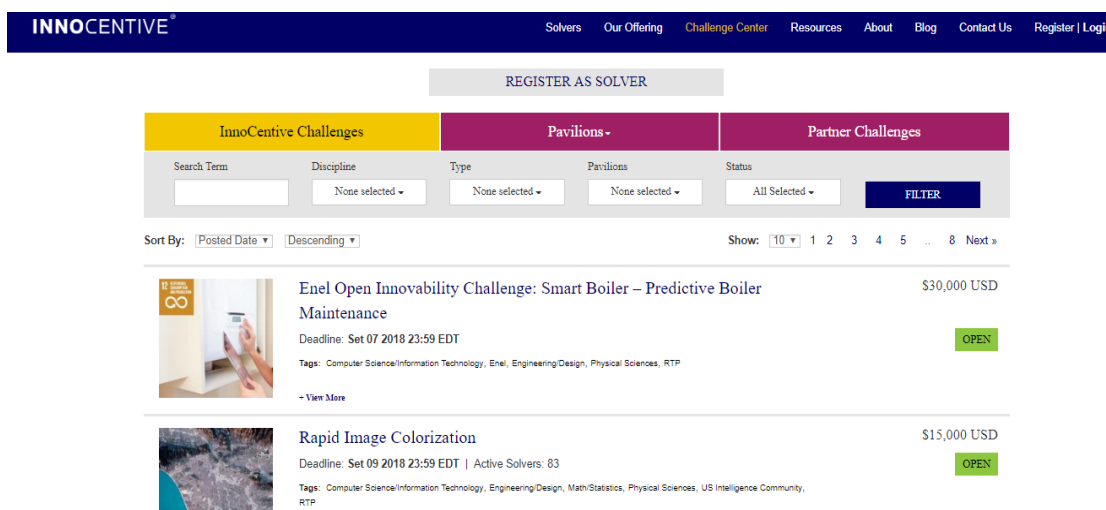 INNOCENTIVE®
Solvers Our Offering Challenge Center Resources About Blog Contact Us Register | Logi
REGISTER AS SOLVER
InnoCentive Challenges Pavilions Partner Challenges
Search Term Discipline Type Pavilions Status
None selected None selected None selected All Selected FILTER
Sort By: Posted Date Descending Show: 10 1 2 3 4 5 .. 8 Next »
12
Enel Open Innovability Challenge: Smart Boiler – Predictive Boiler $30,000 USD
Maintenance
Deadline: Set 07 2018 23:59 EDT OPEN
Tags: Computer Science/Information Technology, Enel, Engineering/Design, Physical Sciences, RTP
+ View More
Rapid Image Colorization $15,000 USD
Deadline: Set 09 2018 23:59 EDT | Active Solvers: 83 OPEN
Tags: Computer Science/Information Technology, Engineering/Design, Math/Statistics, Physical Sciences, US Intelligence Community,
RTP